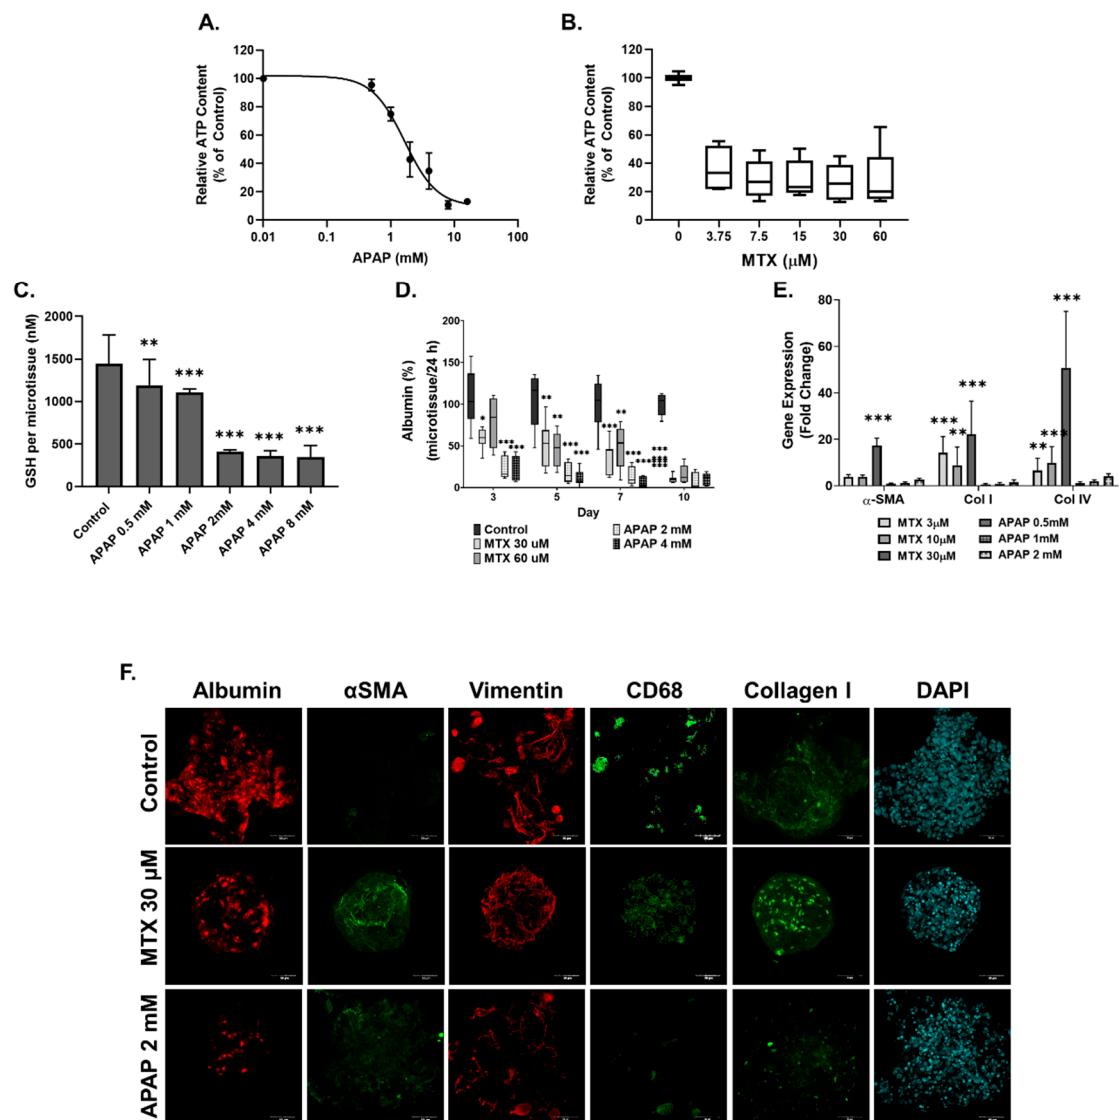 A.
Relative ATP Content
(% of Control)
120
100
80
60
40
20
0
0.01 0.1 1 10 100
APAP (mM)
B.
Relative ATP Content
(% of Control)
120
100
80
60
40
20
0
0 3.75 7.5 15 30 60
MTX (μM)
C.
GSH per microtissue (nM)
2000
1500
1000
500
0
** *** *** *** ***
Control APAP 0.5 mM APAP 1 mM APAP 2mM APAP 4 mM APAP 8 mM
D.
Albumin (%)
(microtissue/24 h)
200
150
100
50
0
* *** ** ** *** *** *** ** *** *** *** *** *** ***
3 5 7 10
Day
Control
MTX 30 uM
MTX 60 uM
APAP 2 mM
APAP 4 mM
E.
Gene Expression
(Fold Change)
80
60
40
20
0
*** *** ** *** ** *** ***
α-SMA Col I Col IV
MTX 3μM
MTX 10μM
MTX 30μM
APAP 0.5mM
APAP 1mM
APAP 2 mM
F.
Albumin αSMA Vimentin CD68 Collagen I DAPI
Control
MTX 30 μM
APAP 2 mM